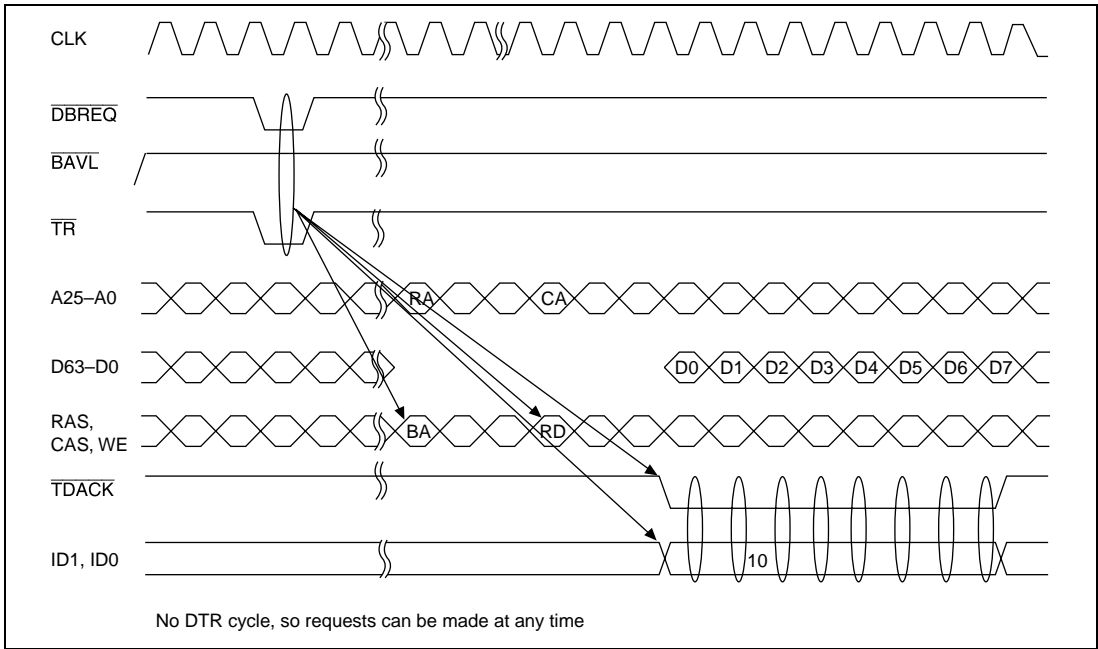 CLK
DBREQ
BAVL
TR
A25–A0
RA
CA
D63–D0
D0 D1 D2 D3 D4 D5 D6 D7
RAS,
CAS, WE
BA
RD
TDACK
ID1, ID0
10
No DTR cycle, so requests can be made at any time